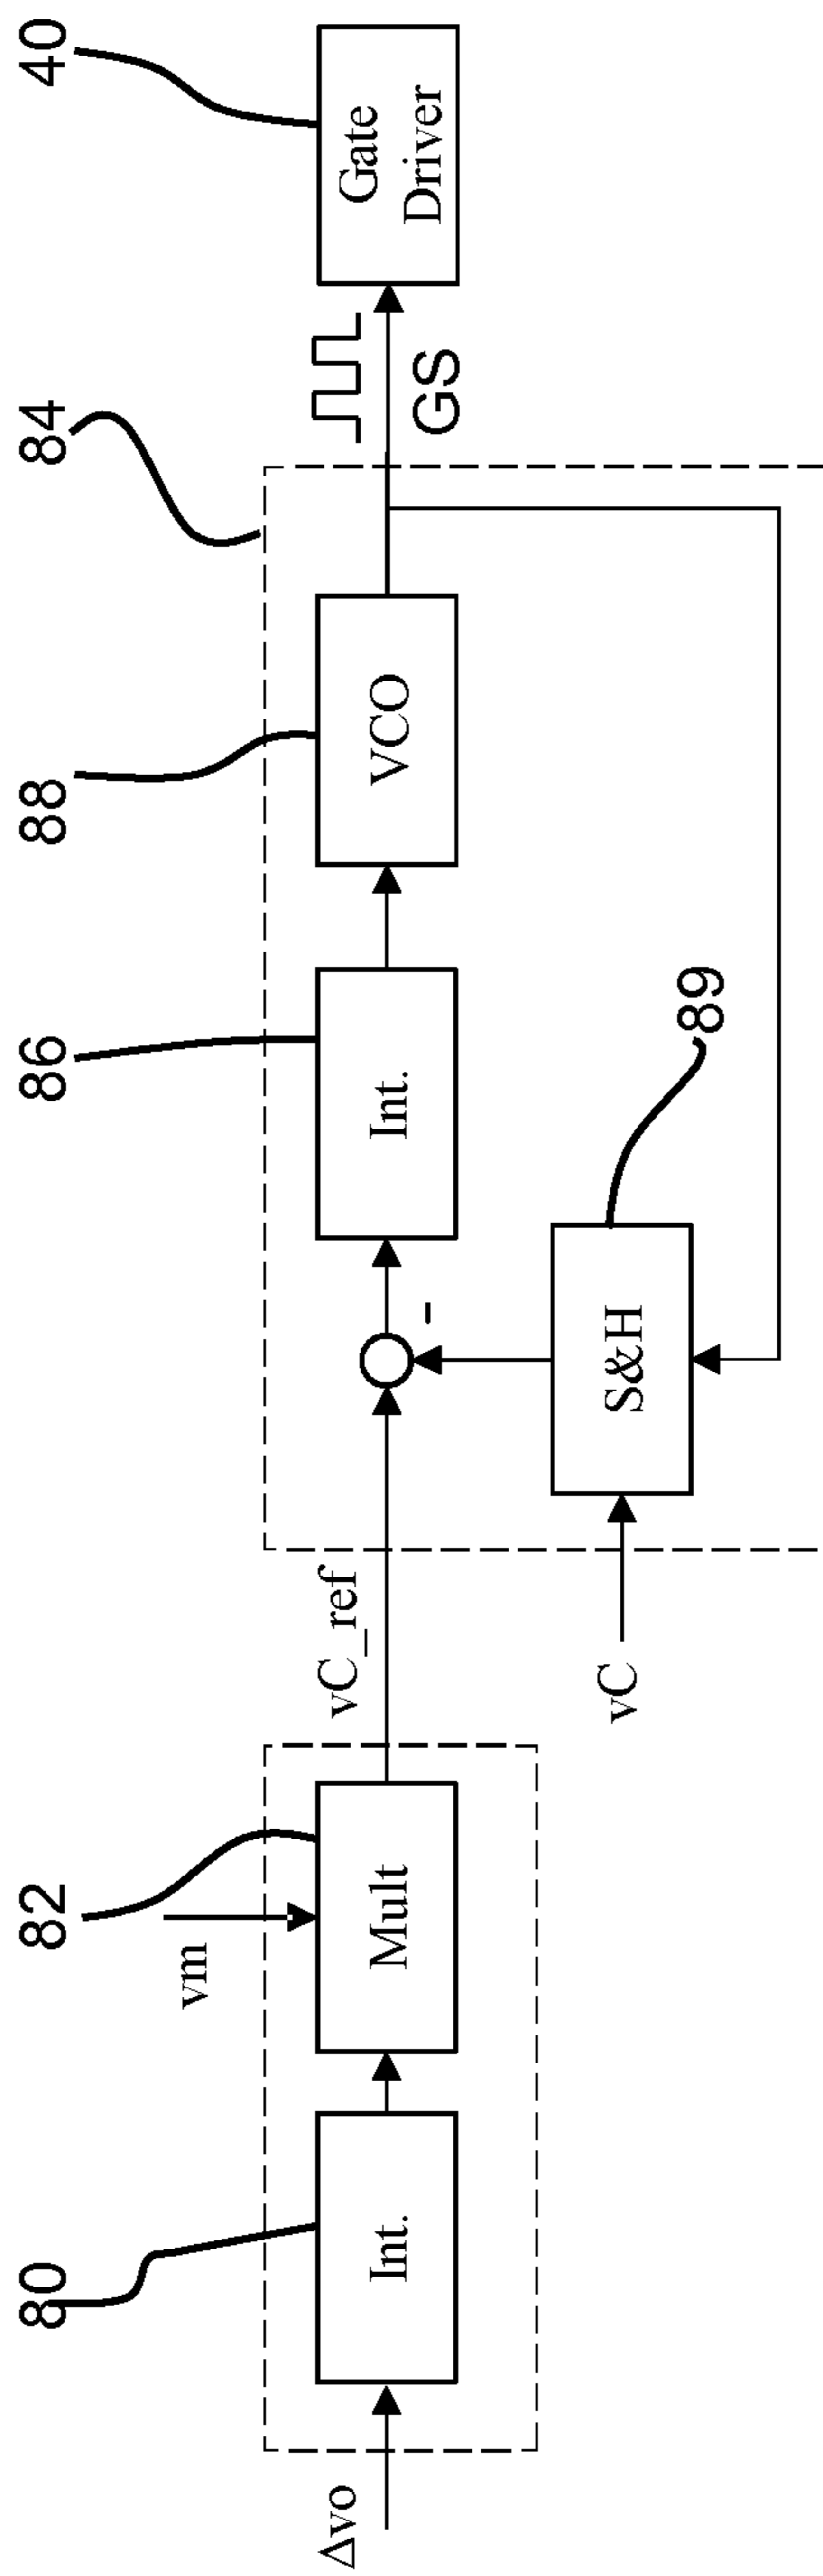 80
82
86
88
84
40
Δvo
Int.
vm
Mult
vC_ref
-
Int.
VCO
GS
Gate
Driver
vC
S&H
89